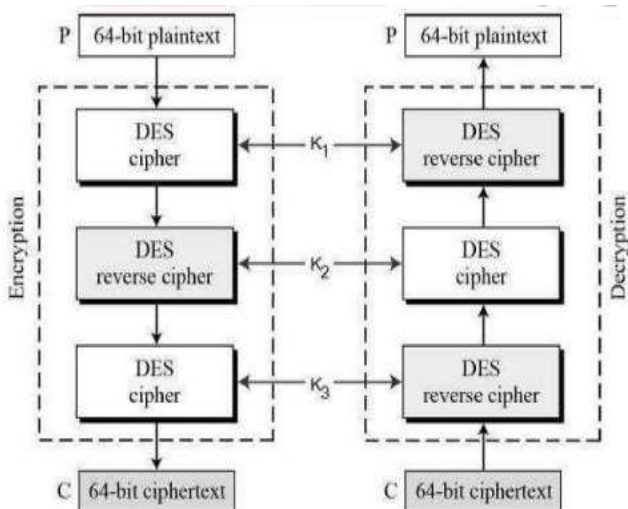 P 64-bit plaintext
P 64-bit plaintext
Encryption
DES
cipher
K1
DES
reverse cipher
DES
reverse cipher
K2
DES
cipher
DES
cipher
K3
DES
reverse cipher
Decryption
C 64-bit ciphertext
C 64-bit ciphertext